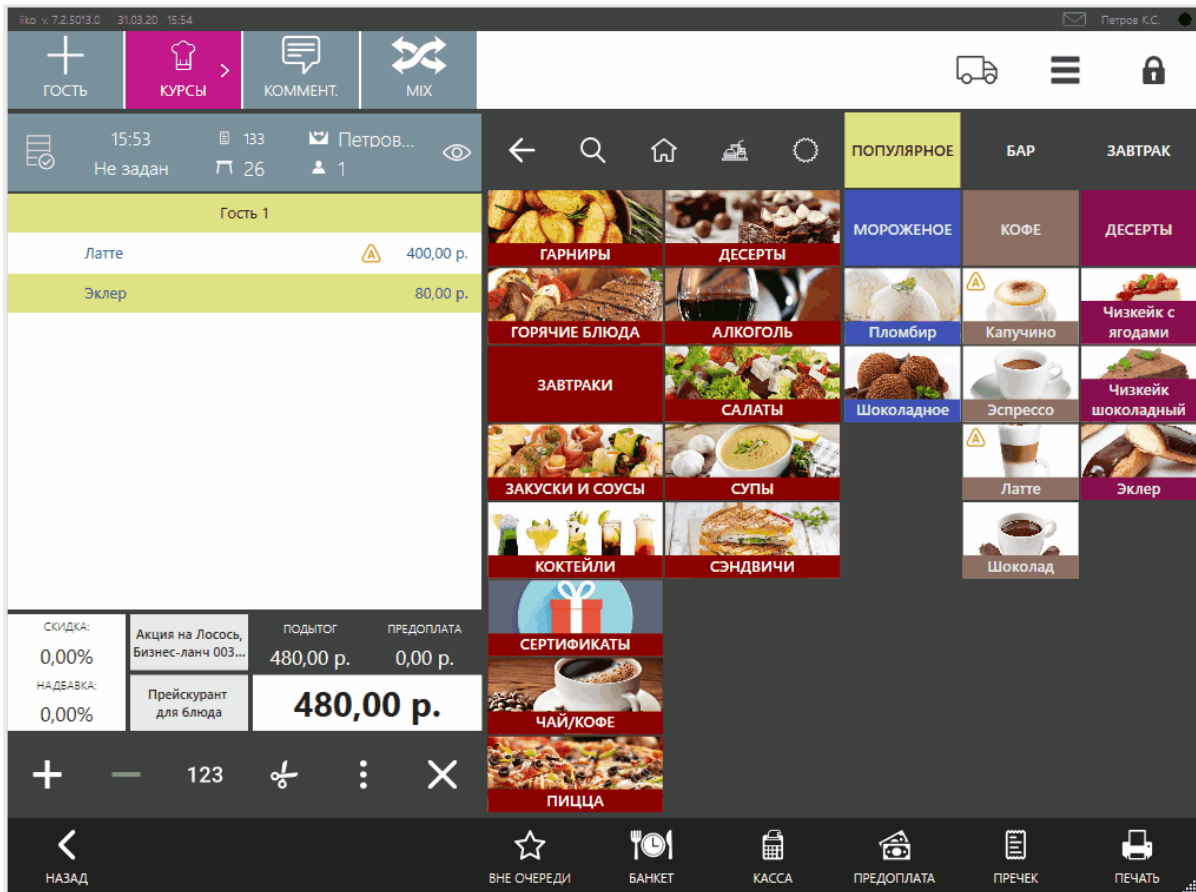 iiko v. 7.2.5013.0 31.03.20 15:54 Петров К.С.
ГОСТЬ КУРСЫ КОММЕНТ. MIX
15:53 133 Петров...
Не задан 26 1
ПОПУЛЯРНОЕ БАР ЗАВТРАК
Гость 1
Латте 400,00 р.
Эклер 80,00 р.
ГАРНИРЫ ДЕСЕРТЫ
ГОРЯЧИЕ БЛЮДА АЛКОГОЛЬ
ЗАВТРАКИ САЛАТЫ
ЗАКУСКИ И СОУСЫ СУПЫ
КОКТЕЙЛИ СЭНДВИЧИ
СЕРТИФИКАТЫ
ЧАЙ/КОФЕ
ПИЦЦА
МОРОЖЕНОЕ КОФЕ ДЕСЕРТЫ
Пломбир Капучино Чизкейк с
ягодами
Шоколадное Эспрессо Чизкейк
шоколадный
Латте Эклер
Шоколад
СКИДКА:
0,00%
НАДБАВКА:
0,00%
Акция на Лосось,
Бизнес-ланч 003...
Прейскурант
для блюда
ПОДЫТОГ ПРЕДОПЛАТА
480,00 р. 0,00 р.
480,00 р.
123
НАЗАД ВНЕ ОЧЕРЕДИ БАНКЕТ КАССА ПРЕДОПЛАТА ПРЕЧЕК ПЕЧАТЬ